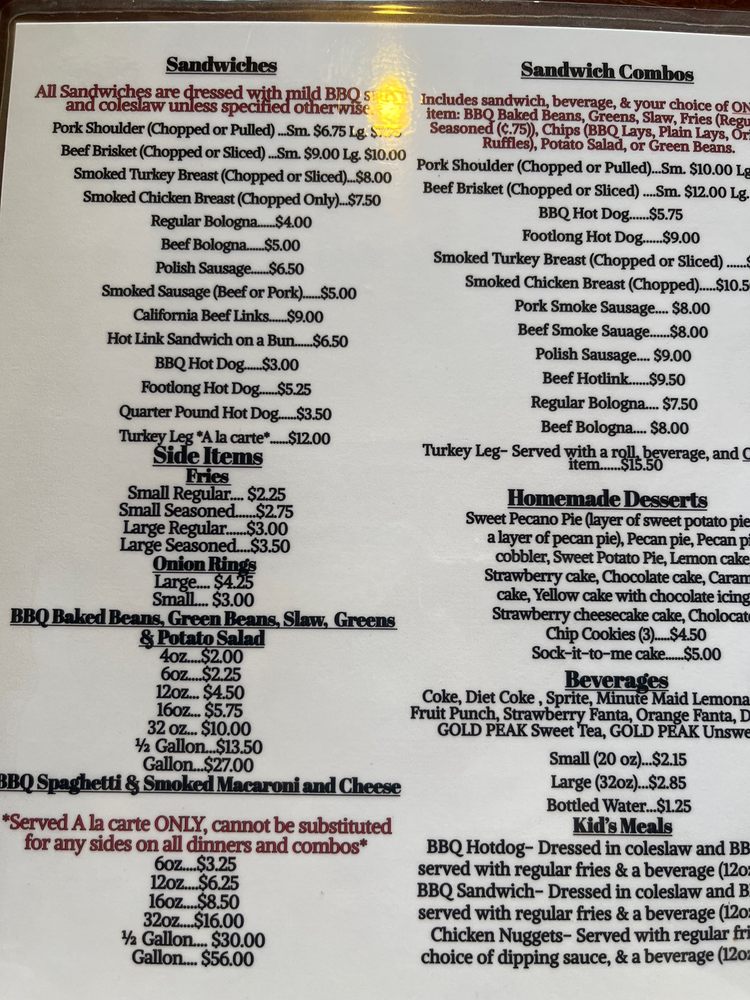 Sandwiches
All Sandwiches are dressed with mild BBQ
and coleslaw unless specified otherwise.
Pork Shoulder (Chopped or Pulled) ...Sm. $6.75 Lg.
Beef Brisket (Chopped or Sliced) ...Sm. $9.00 Lg. $10.00
Smoked Turkey Breast (Chopped or Sliced)...$8.00
Smoked Chicken Breast (Chopped Only)...$7.50
Regular Bologna......$4.00
Beef Bologna......$5.00
Polish Sausage......$6.50
Smoked Sausage (Beef or Pork)......$5.00
California Beef Links......$9.00
Hot Link Sandwich on a Bun......$6.50
BBQ Hot Dog......$3.00
Footlong Hot Dog......$5.25
Quarter Pound Hot Dog......$3.50
Turkey Leg *A la carte*......$12.00
Side Items
Fries
Small Regular.... $2.25
Small Seasoned......$2.75
Large Regular......$3.00
Large Seasoned....$3.50
Onion Rings
Large.... $4.25
Small.... $3.00
BBQ Baked Beans, Green Beans, Slaw, Greens
& Potato Salad
4oz....$2.00
6oz....$2.25
12oz... $4.50
16oz... $5.75
32 oz... $10.00
½ Gallon...$13.50
Gallon....$27.00
BBQ Spaghetti & Smoked Macaroni and Cheese
*Served A la carte ONLY, cannot be substituted
for any sides on all dinners and combos*
6oz....$3.25
12oz....$6.25
16oz....$8.50
32oz....$16.00
½ Gallon.... $30.00
Gallon.... $56.00
Sandwich Combos
Includes sandwich, beverage, & your choice of
item: BBQ Baked Beans, Greens, Slaw, Fries
Seasoned (¢.75)), Chips (BBQ Lays, Plain Lays,
Ruffles), Potato Salad, or Green Beans.
Pork Shoulder (Chopped or Pulled)...Sm. $10.00 Lg
Beef Brisket (Chopped or Sliced) ....Sm. $12.00 Lg.
BBQ Hot Dog......$5.75
Footlong Hot Dog......$9.00
Smoked Turkey Breast (Chopped or Sliced) ......
Smoked Chicken Breast (Chopped).....$10.5
Pork Smoke Sausage.... $8.00
Beef Smoke Sauage......$8.00
Polish Sausage.... $9.00
Beef Hotlink......$9.50
Regular Bologna.... $7.50
Beef Bologna.... $8.00
Turkey Leg- Served with a roll, beverage, and
item......$15.50
Homemade Desserts
Sweet Pecano Pie (layer of sweet potato pie
a layer of pecan pie), Pecan pie, Pecan
cobbler, Sweet Potato Pie, Lemon cake
Strawberry cake, Chocolate cake,
cake, Yellow cake with chocolate icing
Strawberry cheesecake cake,
Chip Cookies (3).....$4.50
Sock-it-to-me cake......$5.00
Beverages
Coke, Diet Coke , Sprite, Minute Maid
Fruit Punch, Strawberry Fanta, Orange Fanta,
GOLD PEAK Sweet Tea, GOLD PEAK
Small (20 oz)...$2.15
Large (32oz)...$2.85
Bottled Water...$1.25
Kid's Meals
BBQ Hotdog- Dressed in coleslaw and
served with regular fries & a beverage
BBQ Sandwich- Dressed in coleslaw and
served with regular fries & a beverage
Chicken Nuggets- Served with regular
choice of dipping sauce, & a beverage